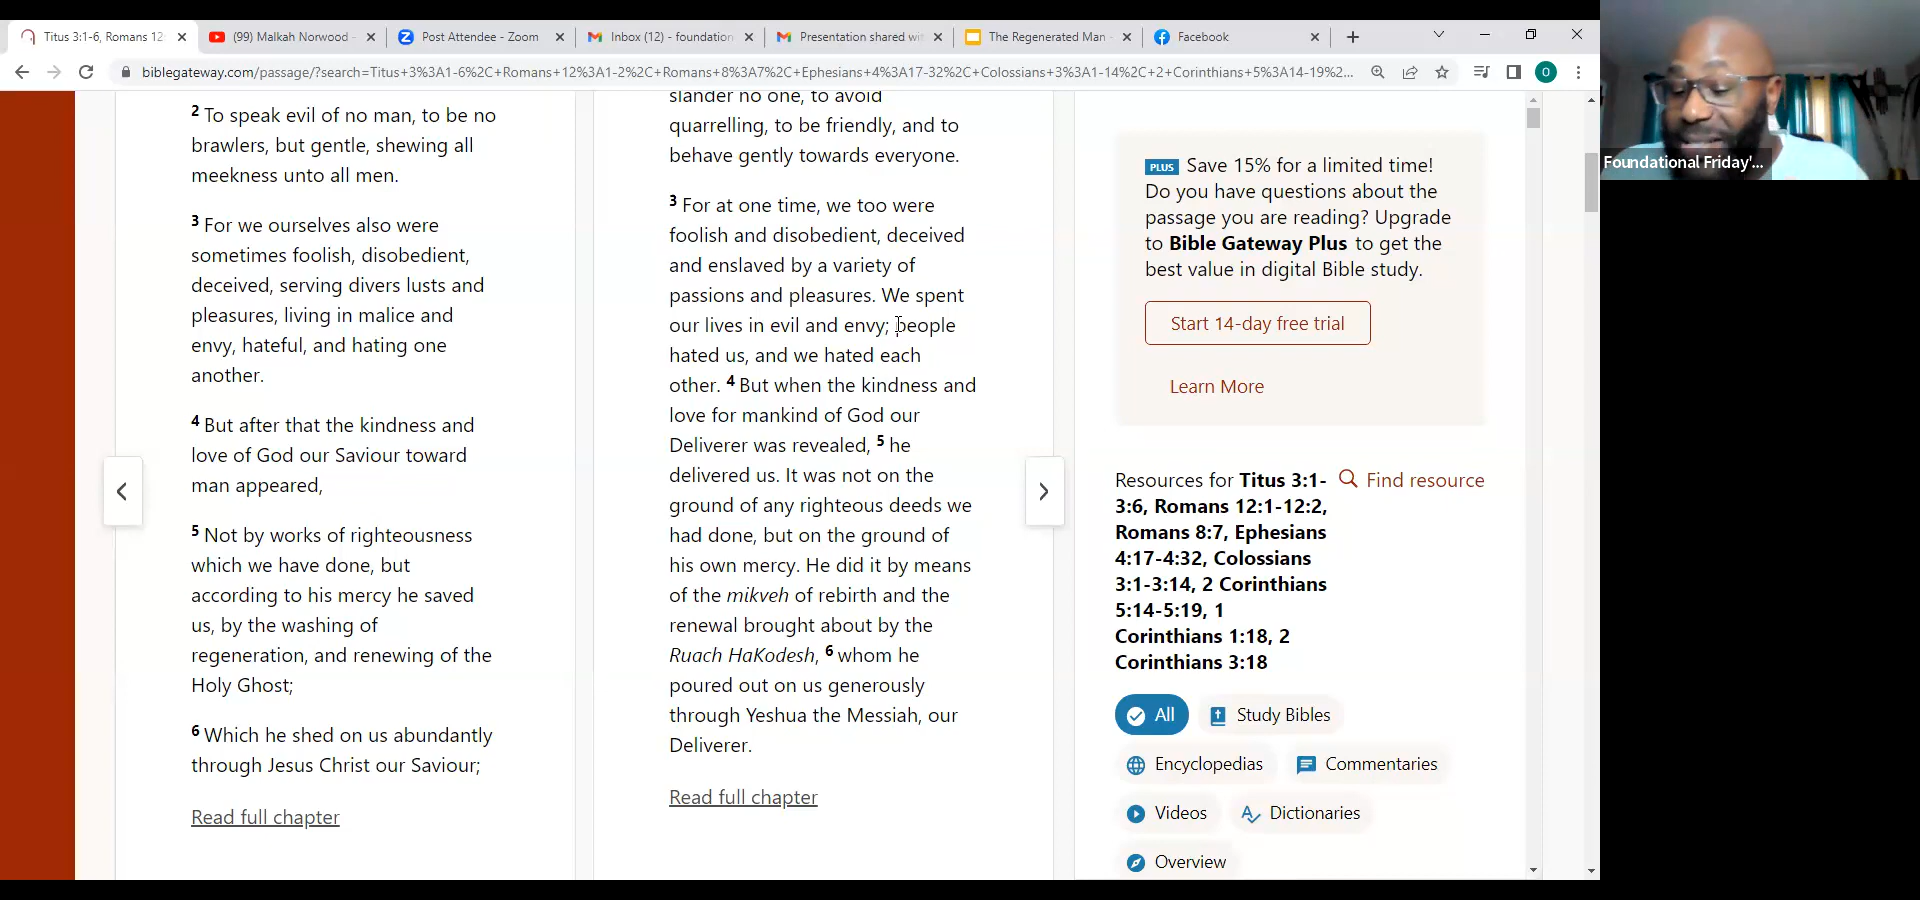 Titus 3:1-6, Romans 12
(99) Malkah Norwood -
Post Attendee - Zoom
Inbox (12) - foundation
Presentation shared wi
The Regenerated Man -
Facebook
biblegateway.com/passage/?search=Titus+3%3A1-6%2C+Romans+12%3A1-2%2C+Romans+8%3A7%2C+Ephesians+4%3A17-32%2C+Colossians+3%3A1-14%2C+2+Corinthians+5%3A14-19%2C...
O
2 To speak evil of no man, to be no
brawlers, but gentle, shewing all
meekness unto all men.
3 For we ourselves also were
sometimes foolish, disobedient,
deceived, serving divers lusts and
pleasures, living in malice and
envy, hateful, and hating one
another.
4 But after that the kindness and
love of God our Saviour toward
man appeared,
5 Not by works of righteousness
which we have done, but
according to his mercy he saved
us, by the washing of
regeneration, and renewing of the
Holy Ghost;
6 Which he shed on us abundantly
through Jesus Christ our Saviour;
Read full chapter
slander no one, to avoid
quarrelling, to be friendly, and to
behave gently towards everyone.
3 For at one time, we too were
foolish and disobedient, deceived
and enslaved by a variety of
passions and pleasures. We spent
our lives in evil and envy; people
hated us, and we hated each
other. 4 But when the kindness and
love for mankind of God our
Deliverer was revealed, 5 he
delivered us. It was not on the
ground of any righteous deeds we
had done, but on the ground of
his own mercy. He did it by means
of the mikveh of rebirth and the
renewal brought about by the
Ruach HaKodesh, 6 whom he
poured out on us generously
through Yeshua the Messiah, our
Deliverer.
Read full chapter
PLUS Save 15% for a limited time!
Do you have questions about the
passage you are reading? Upgrade
to Bible Gateway Plus to get the
best value in digital Bible study.
Start 14-day free trial
Learn More
Resources for Titus 3:1-
3:6, Romans 12:1-12:2,
Romans 8:7, Ephesians
4:17-4:32, Colossians
3:1-3:14, 2 Corinthians
5:14-5:19, 1
Corinthians 1:18, 2
Corinthians 3:18
Find resource
All
Study Bibles
Encyclopedias
Commentaries
Videos
Dictionaries
Overview
Foundational Friday'...